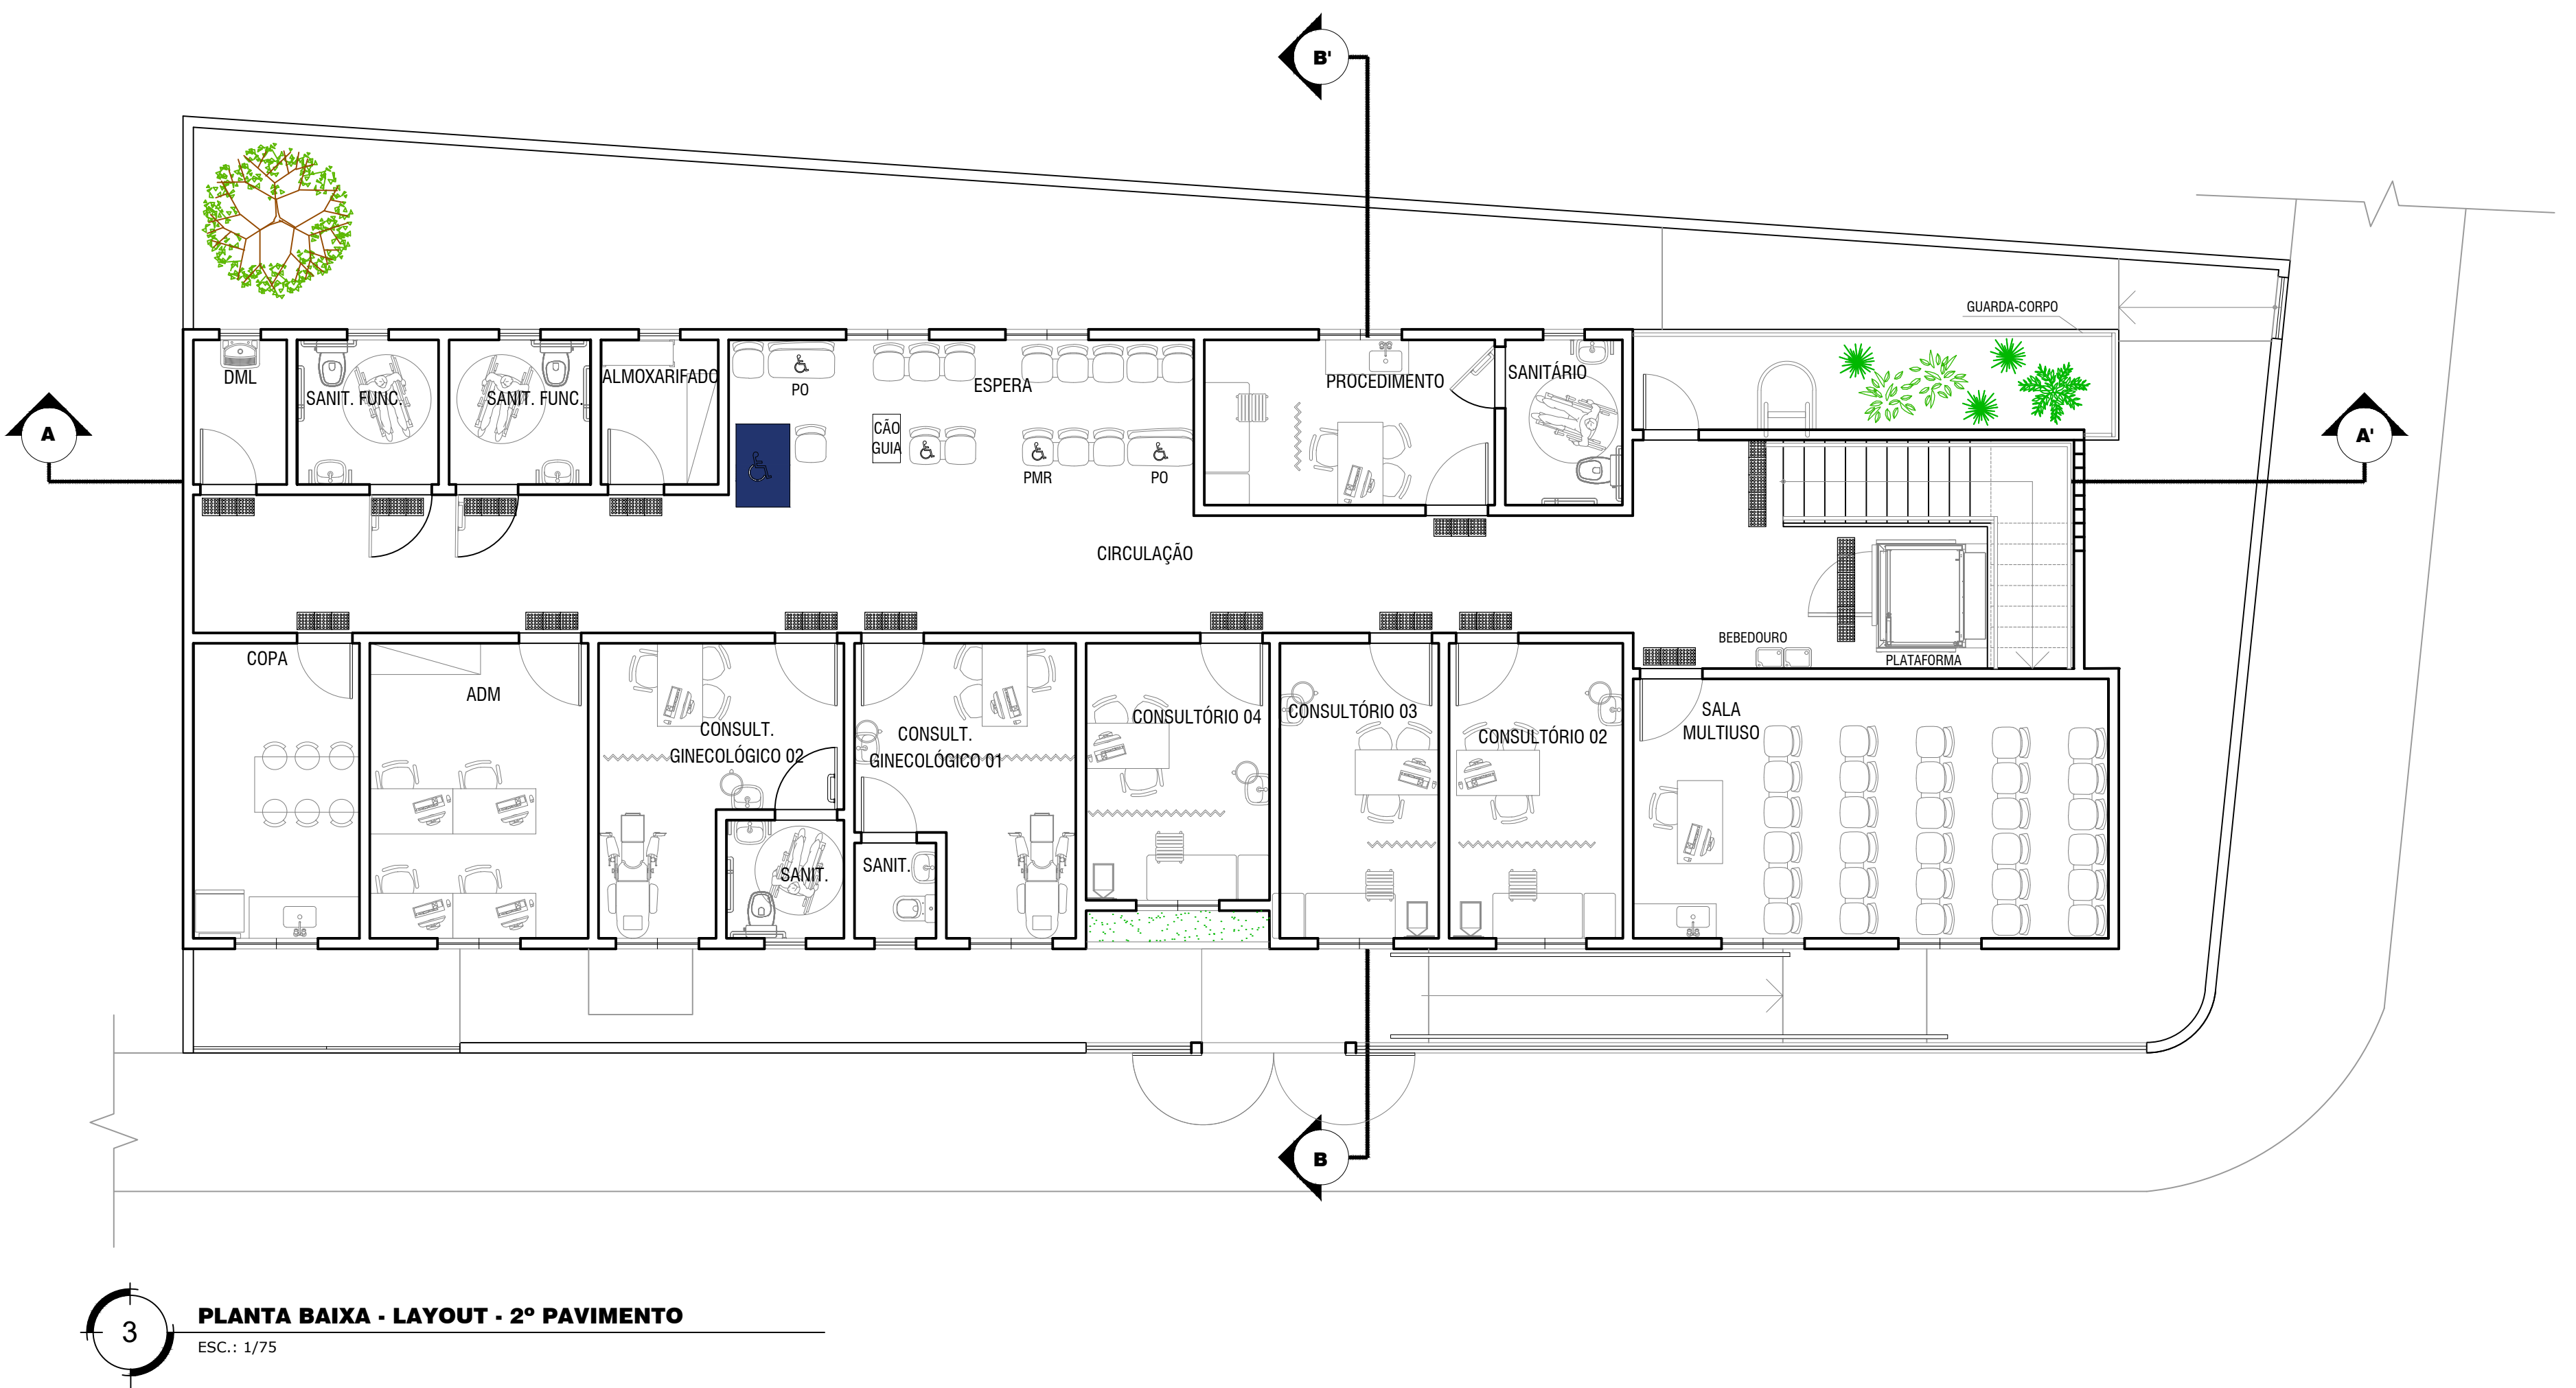 B'
GUARDA-CORPO
DML
SANIT. FUNC.
SANIT. FUNC.
ALMOXARIFADO
PO
ESPERA
PROCEDIMENTO
SANITÁRIO
CÃO
GUIA
PMR
PO
A
A'
CIRCULAÇÃO
BEBEDOURO
PLATAFORMA
COPA
ADM
CONSULT.
GINECOLÓGICO 02
CONSULT.
GINECOLÓGICO 01
CONSULTÓRIO 04
CONSULTÓRIO 03
CONSULTÓRIO 02
SALA
MULTIUSO
SANIT.
SANIT.
B
3
PLANTA BAIXA - LAYOUT - 2º PAVIMENTO
ESC.: 1/75